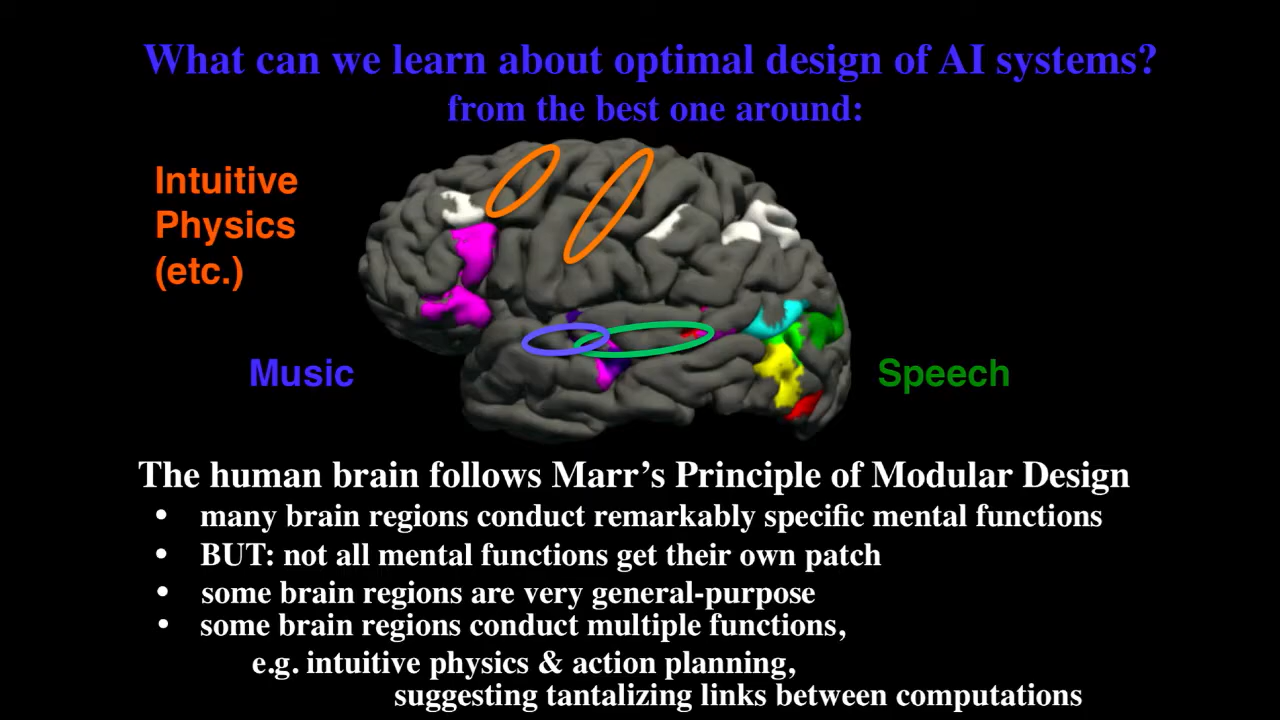 What can we learn about optimal design of AI systems?
from the best one around:
Intuitive
Physics
(etc.)
Music
Speech
The human brain follows Marr’s Principle of Modular Design
• many brain regions conduct remarkably specific mental functions
• BUT: not all mental functions get their own patch
• some brain regions are very general-purpose
• some brain regions conduct multiple functions,
e.g. intuitive physics & action planning,
suggesting tantalizing links between computations